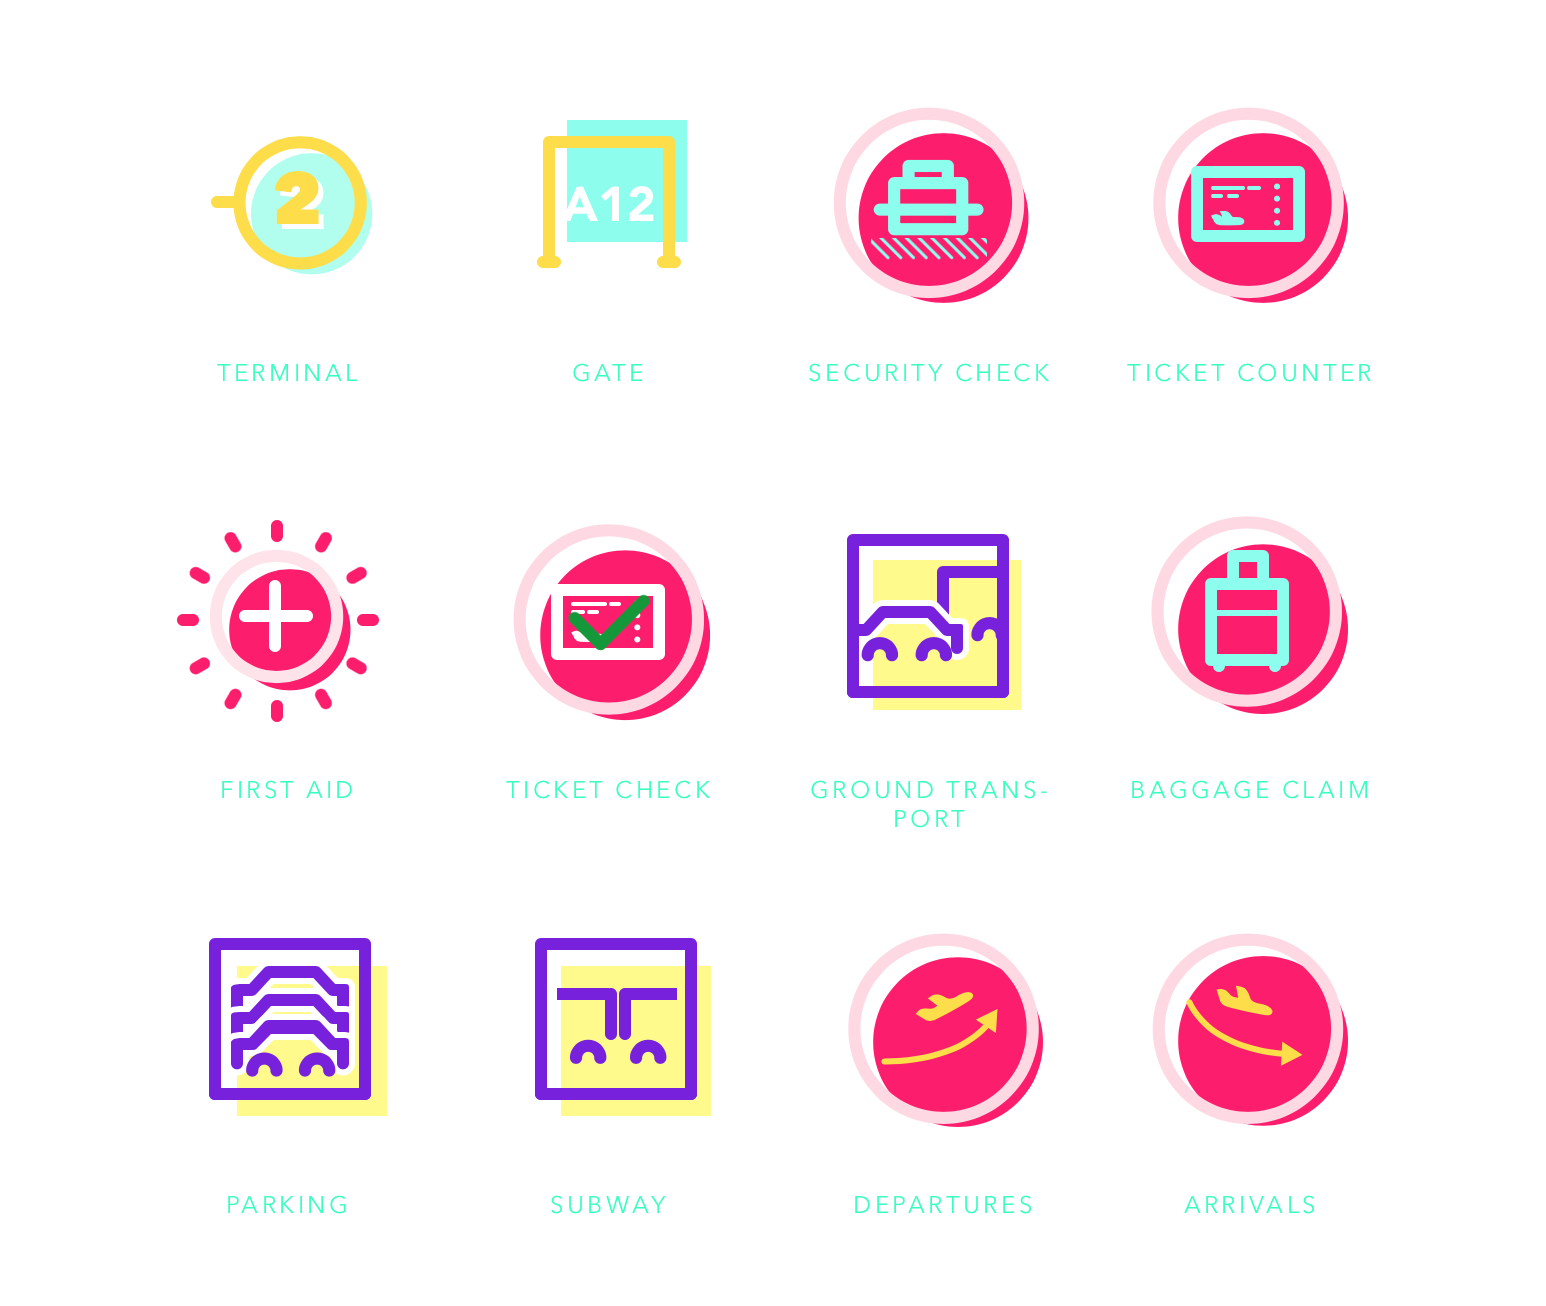 2
A12
TERMINAL
GATE
SECURITY CHECK
TICKET COUNTER
FIRST AID
TICKET CHECK
GROUND TRANS-
PORT
BAGGAGE CLAIM
PARKING
SUBWAY
DEPARTURES
ARRIVALS